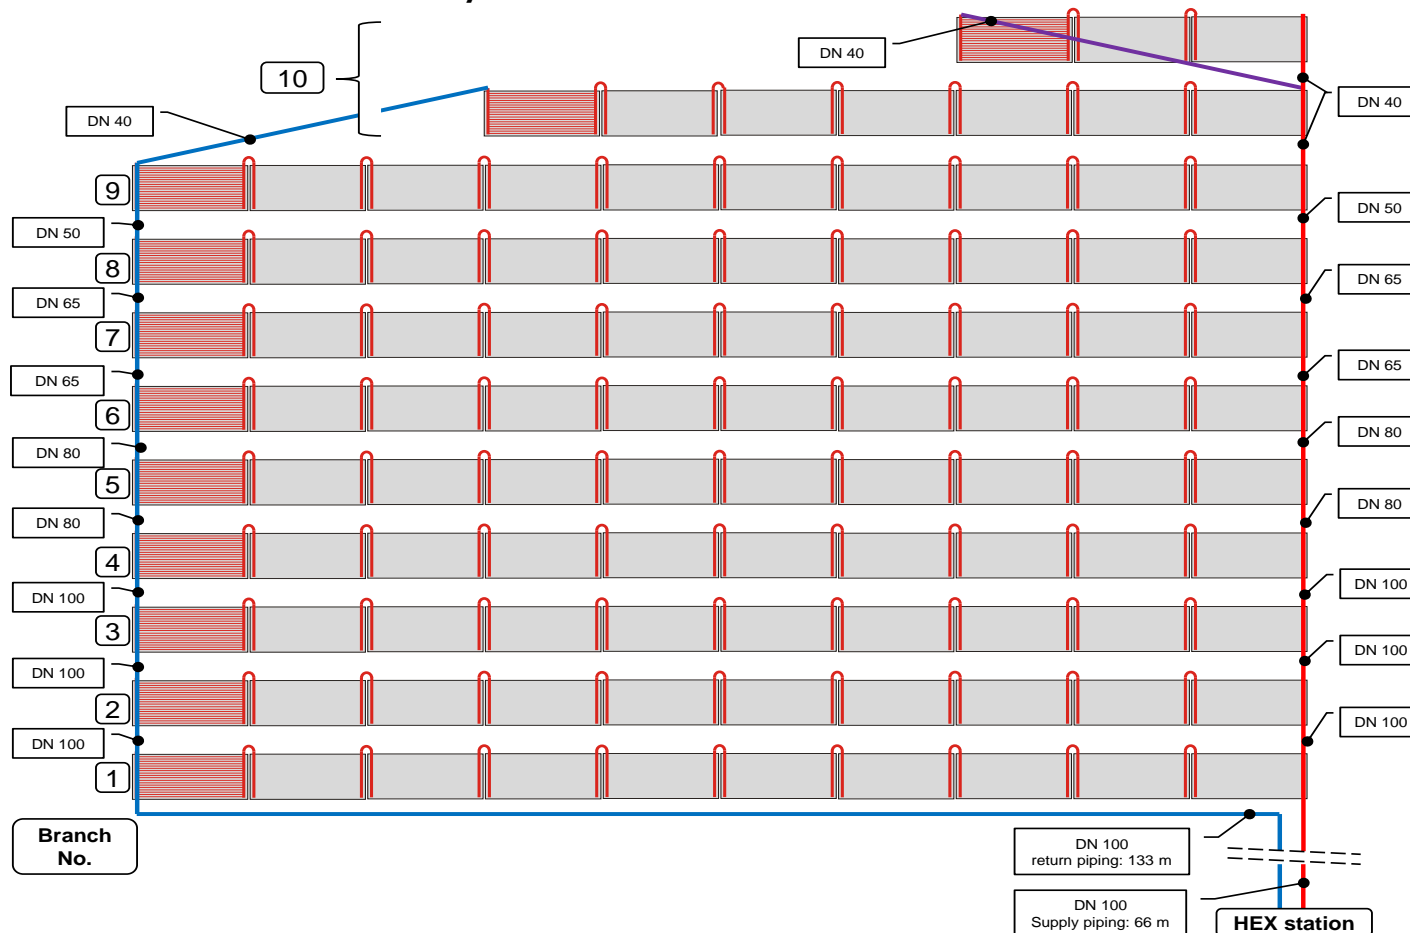 10
DN 40
DN 40
DN 40
9
DN 50
DN 50
8
DN 65
DN 65
7
DN 65
DN 65
6
DN 80
DN 80
5
DN 80
DN 80
4
DN 100
DN 100
3
DN 100
DN 100
2
DN 100
DN 100
1
Branch
No.
DN 100
return piping: 133 m
DN 100
Supply piping: 66 m
HEX station